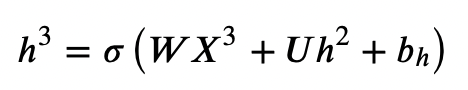 h³ = σ (WX³ + Uh² + bₕ)